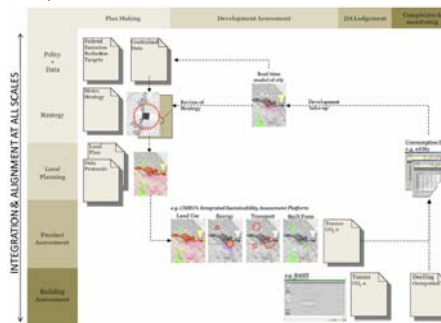 Plan Making
Development Assessment
DA Lodgement
Completion &
monitoring
INTEGRATION & ALIGNMENT AT ALL SCALES
Policy
+
Data
Federal
Emission
Reduction
Targets
Centralised
Data
Real time
model of city
Strategy
Metro
Strategy
Review of
Strategy
Development
Take-up
Local
Planning
Local
Plan
Data
Protocols
e.g. CSIRO's Integrated Sustainability Assessment Platform
Land Use
Energy
Transport
Built Form
Precinct
Assessment
Tonnes
CO2-e
Building
Assessment
e.g. BASIX
Tonnes
CO2-e
Dwelling
Occupancy